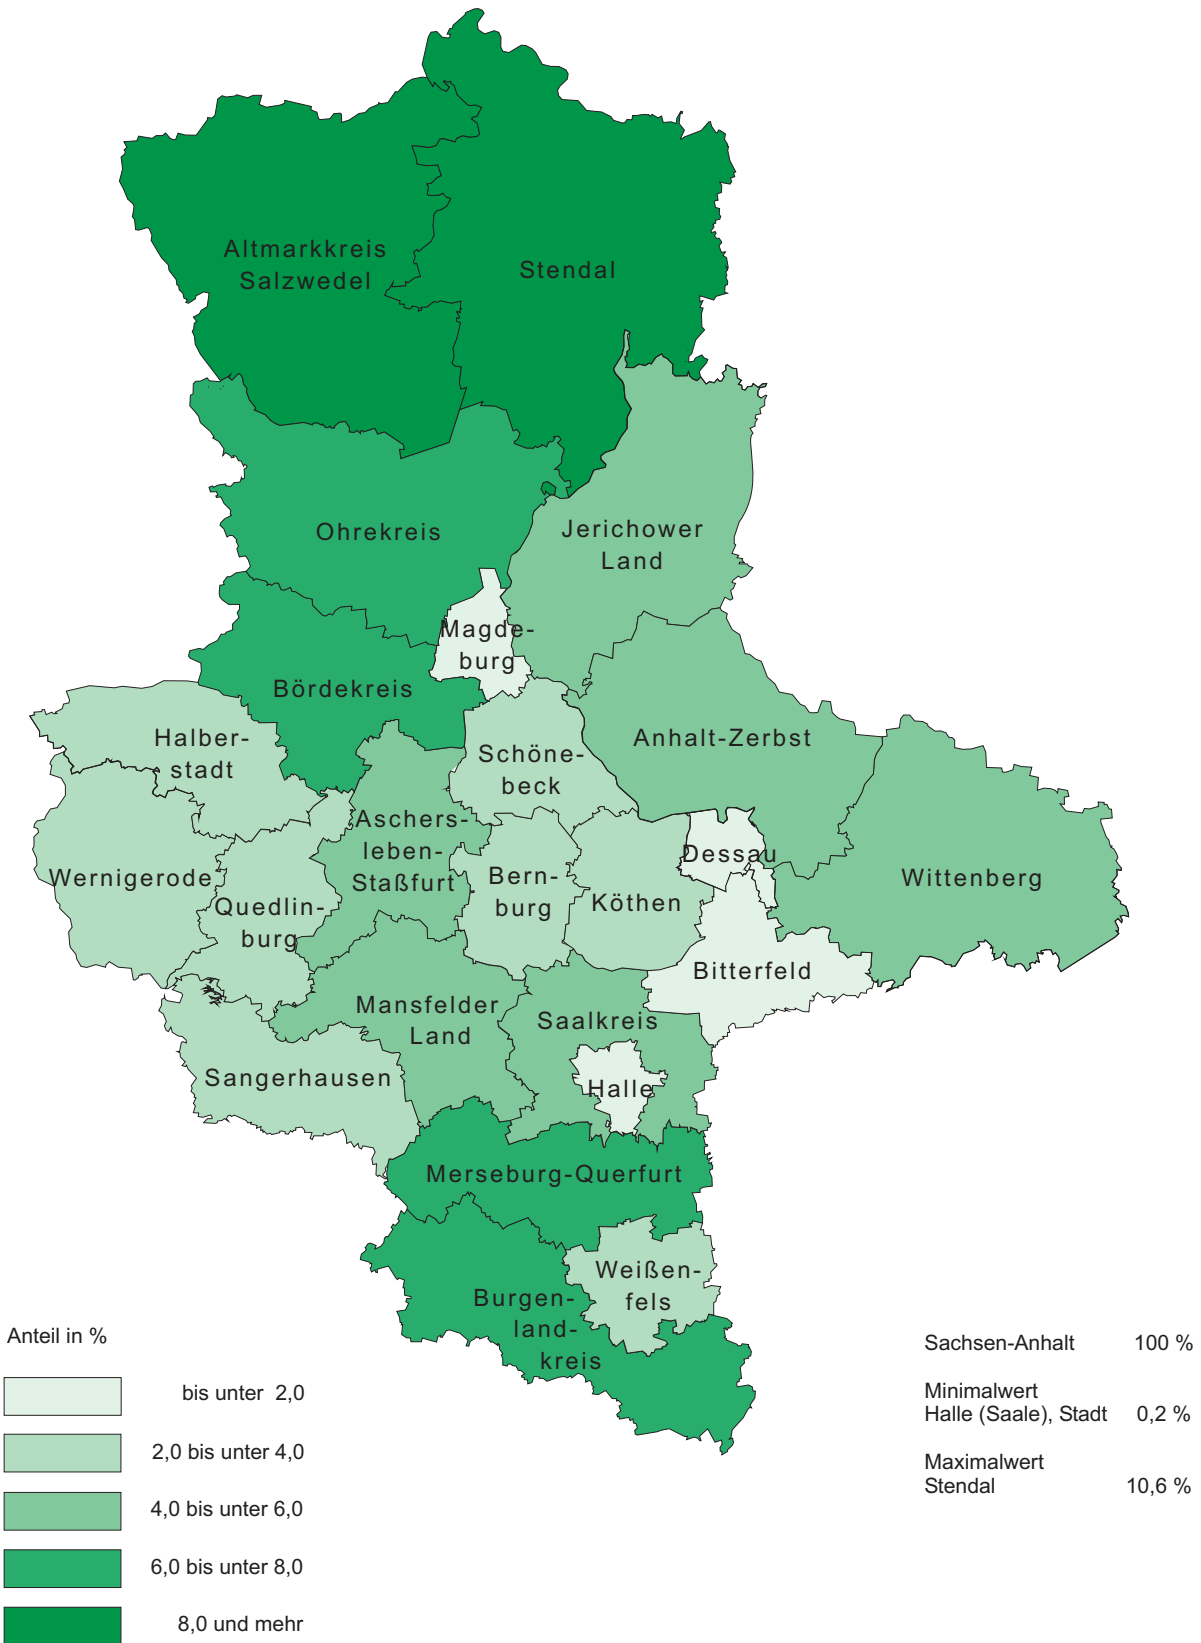 Altmarkkreis
Salzwedel
Stendal
Ohrekreis
Jerichower
Land
Magde-
burg
Bördekreis
Halber-
stadt
Schöne-
beck
Anhalt-Zerbst
Aschers-
leben-
Staßfurt
Wernigerode
Quedlin-
burg
Bern-
burg
Köthen
Dessau
Wittenberg
Bitterfeld
Mansfelder
Land
Saalkreis
Sangerhausen
Halle
Merseburg-Querfurt
Weißen-
fels
Burgen-
land-
kreis
Anteil in %
bis unter 2,0
2,0 bis unter 4,0
4,0 bis unter 6,0
6,0 bis unter 8,0
8,0 und mehr
Sachsen-Anhalt 100 %
Minimalwert
Halle (Saale), Stadt 0,2 %
Maximalwert
Stendal 10,6 %